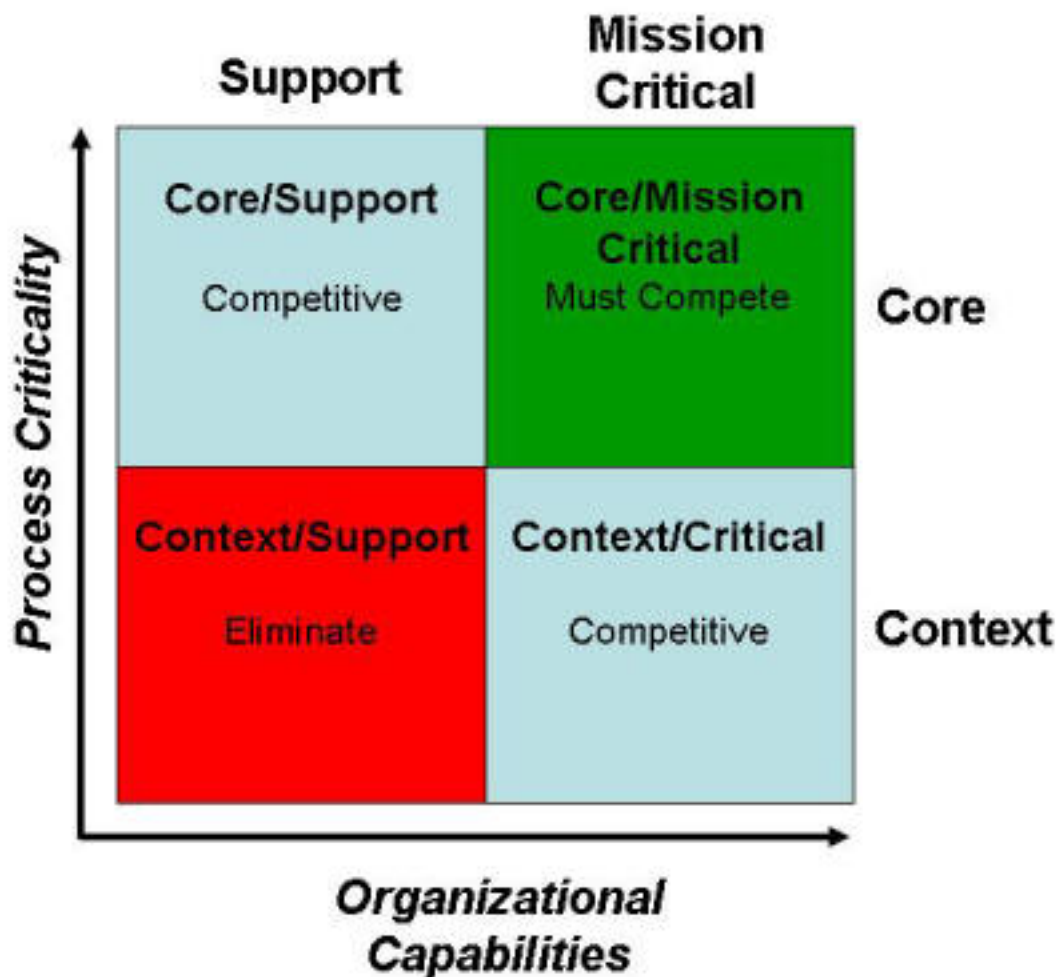 Support
Mission
Critical
Core/Support
Competitive
Core/Mission
Critical
Must Compete
Core
Process Criticality
Context/Support
Eliminate
Context/Critical
Competitive
Context
Organizational
Capabilities